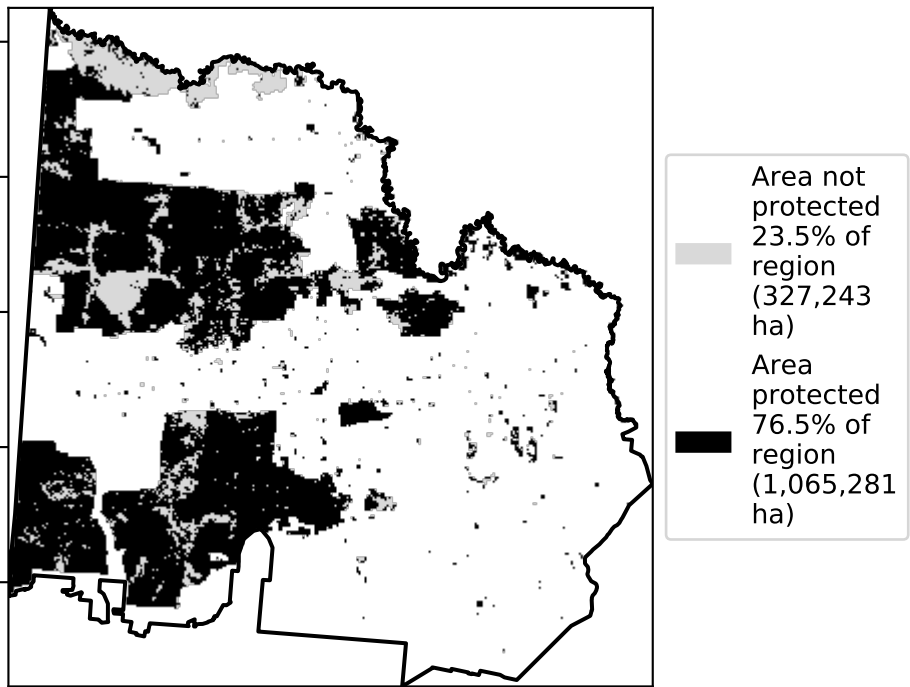 Area not
protected
23.5% of
region
(327,243
ha)
Area
protected
76.5% of
region
(1,065,281
ha)